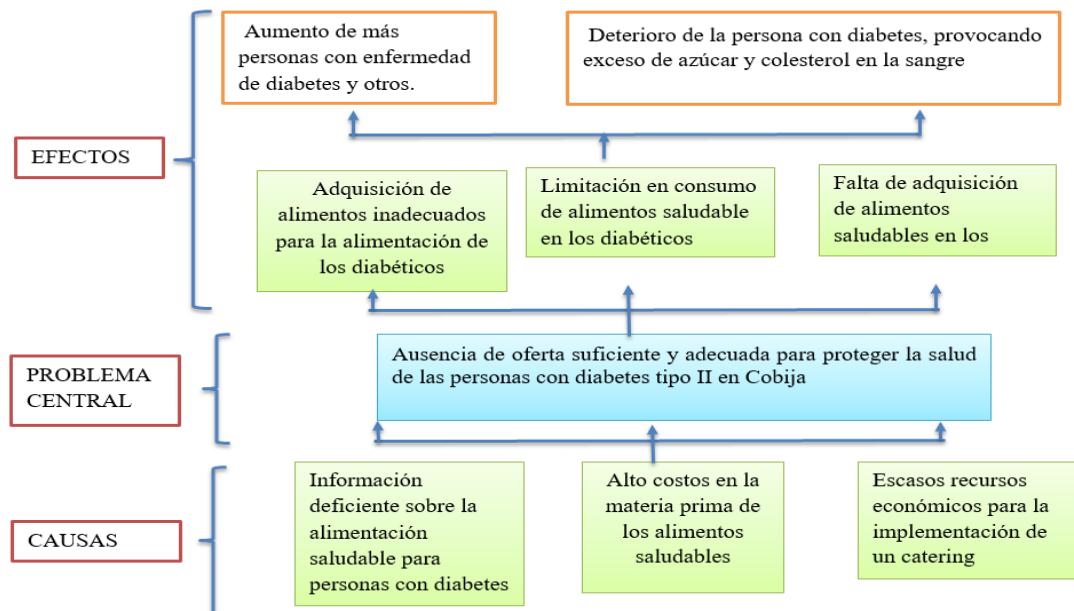 Aumento de más
personas con enfermedad
de diabetes y otros.
Deterioro de la persona con diabetes, provocando
exceso de azúcar y colesterol en la sangre
EFECTOS
Adquisición de
alimentos inadecuados
para la alimentación de
los diabéticos
Limitación en consumo
de alimentos saludable
en los diabéticos
Falta de adquisición
de alimentos
saludables en los
PROBLEMA
CENTRAL
Ausencia de oferta suficiente y adecuada para proteger la salud
de las personas con diabetes tipo II en Cobija
CAUSAS
Información
deficiente sobre la
alimentación
saludable para
personas con diabetes
Alto costos en la
materia prima de
los alimentos
saludables
Escasos recursos
económicos para la
implementación de
un catering